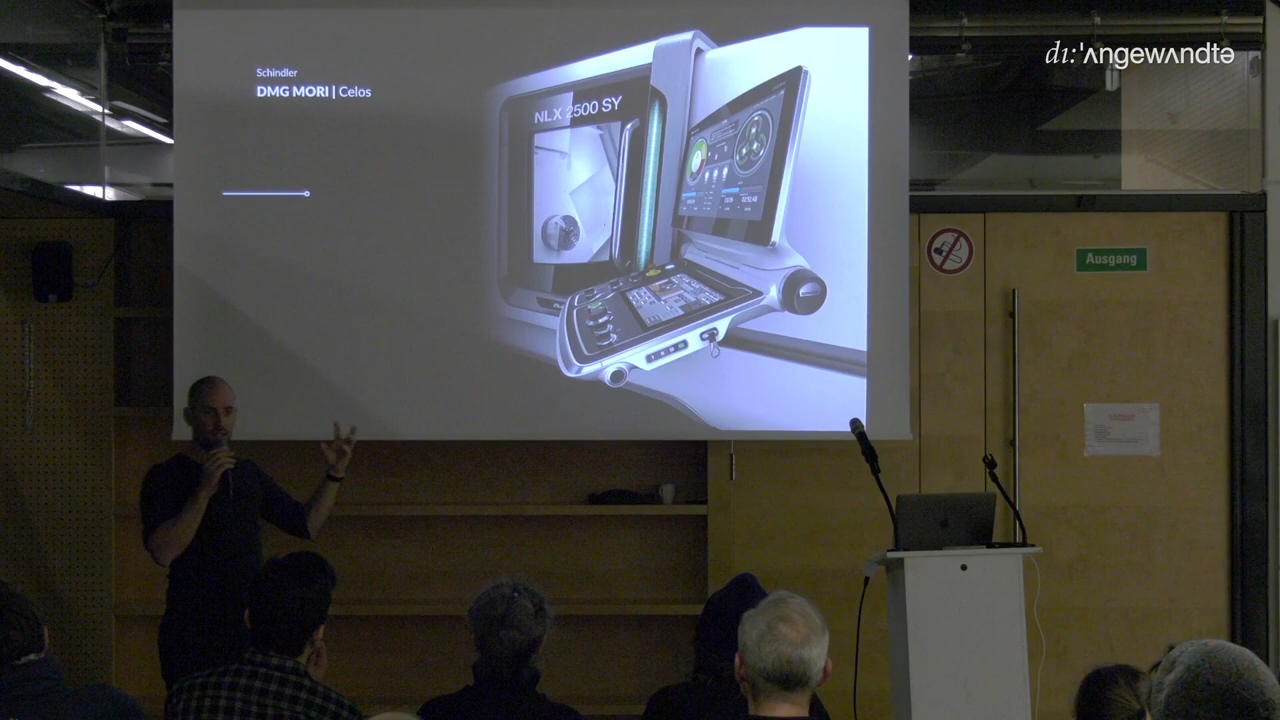 Schindler
DMG MORI | Celos
NLX 2500 SY
di:'ʌngewʌndtə
Ausgang